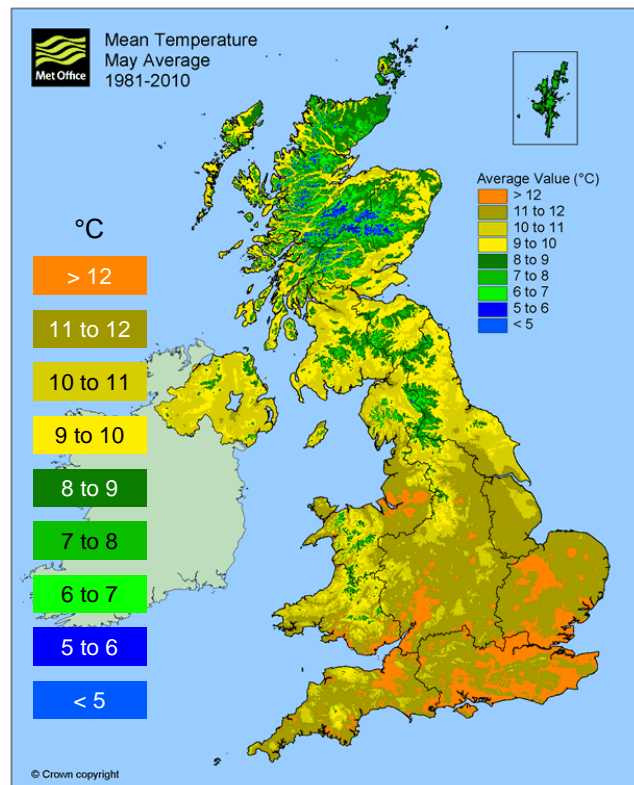 Met Office
Mean Temperature
May Average
1981-2010
Average Value (°C)
> 12
11 to 12
10 to 11
9 to 10
8 to 9
7 to 8
6 to 7
5 to 6
< 5
°C
> 12
11 to 12
10 to 11
9 to 10
8 to 9
7 to 8
6 to 7
5 to 6
< 5
© Crown copyright